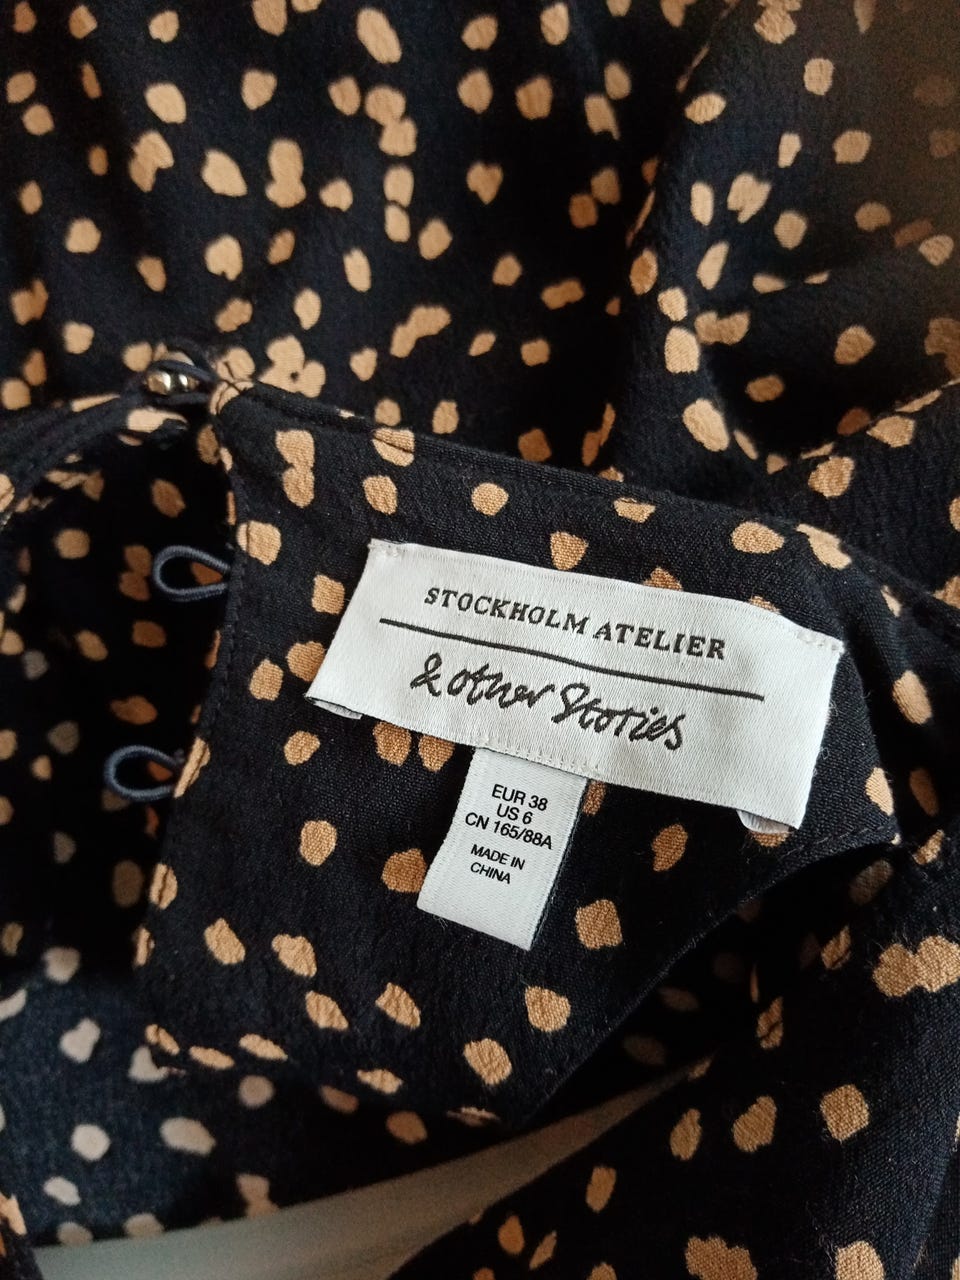 STOCKHOLM ATELIER
& other Stories
EUR 38
US 6
CN 165/88A
MADE IN
CHINA